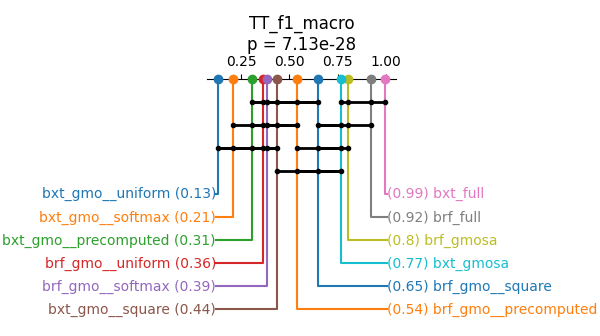 TT_f1_macro
p = 7.13e-28
0.25 0.50 0.75 1.00
bxt_gmo__uniform (0.13)
(0.99) bxt_full
bxt_gmo__softmax (0.21)
(0.92) brf_full
bxt_gmo__precomputed (0.31)
(0.8) brf_gmosa
brf_gmo__uniform (0.36)
(0.77) bxt_gmosa
brf_gmo__softmax (0.39)
(0.65) brf_gmo__square
bxt_gmo__square (0.44)
(0.54) brf_gmo__precomputed